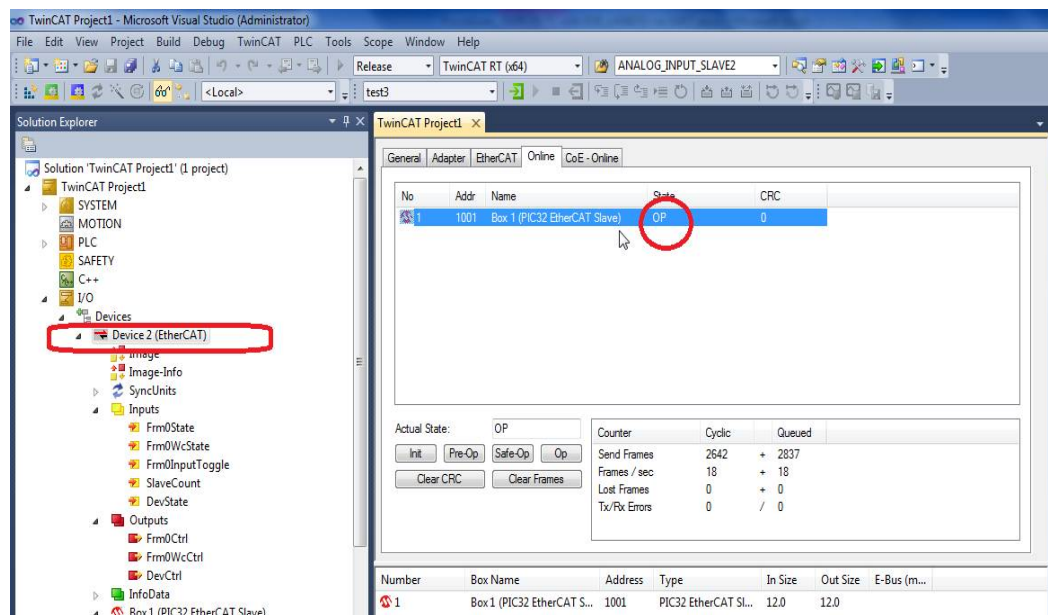 TwinCAT Project1 - Microsoft Visual Studio (Administrator)
File Edit View Project Build Debug TwinCAT PLC Tools Scope Window Help
Release TwinCAT RT (x64) ANALOG_INPUT_SLAVE2
<Local> test3
Solution Explorer
Solution 'TwinCAT Project1' (1 project)
TwinCAT Project1
SYSTEM
MOTION
PLC
SAFETY
C++
I/O
Devices
Device 2 (EtherCAT)
Image
Image-Info
SyncUnits
Inputs
Frm0State
Frm0WcState
Frm0InputToggle
SlaveCount
DevState
Outputs
Frm0Ctrl
Frm0WcCtrl
DevCtrl
InfoData
Box 1 (PIC32 EtherCAT Slave)
TwinCAT Project1
General Adapter EtherCAT Online CoE - Online
No Addr Name State CRC
1 1001 Box 1 (PIC32 EtherCAT Slave) OP 0
Actual State: OP
Init Pre-Op Safe-Op Op
Clear CRC Clear Frames
Counter Cyclic Queued
Send Frames 2642 + 2837
Frames / sec 18 + 18
Lost Frames 0 + 0
Tx/Rx Errors 0 / 0
Number Box Name Address Type In Size Out Size E-Bus (m...
1 Box 1 (PIC32 EtherCAT S... 1001 PIC32 EtherCAT Sl... 12.0 12.0